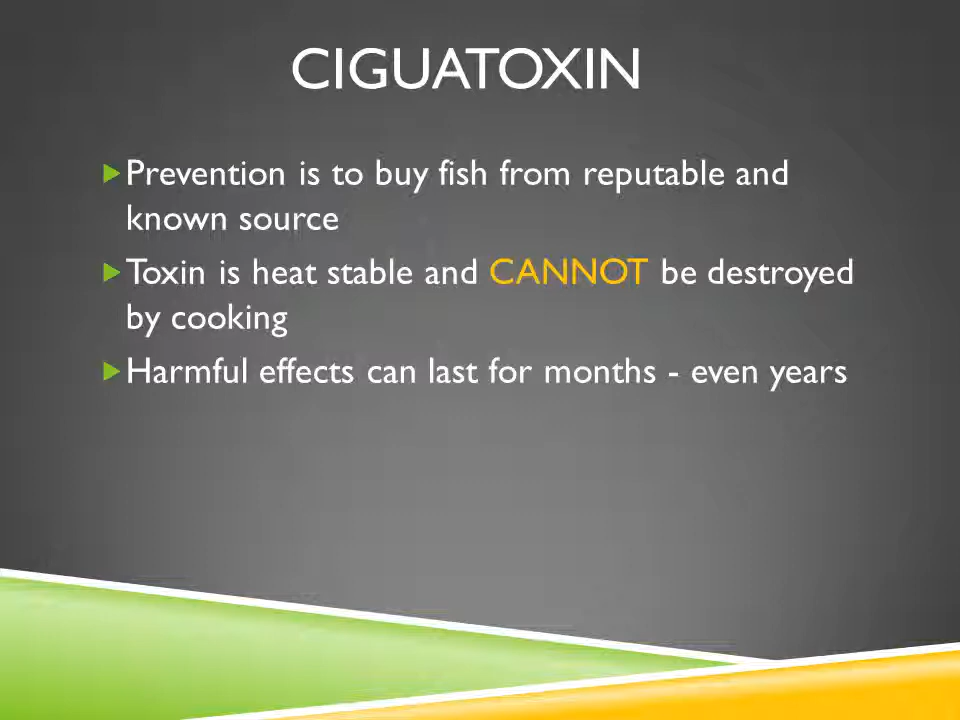 CIGUATOXIN
Prevention is to buy fish from reputable and
known source
Toxin is heat stable and CANNOT be destroyed
by cooking
Harmful effects can last for months - even years